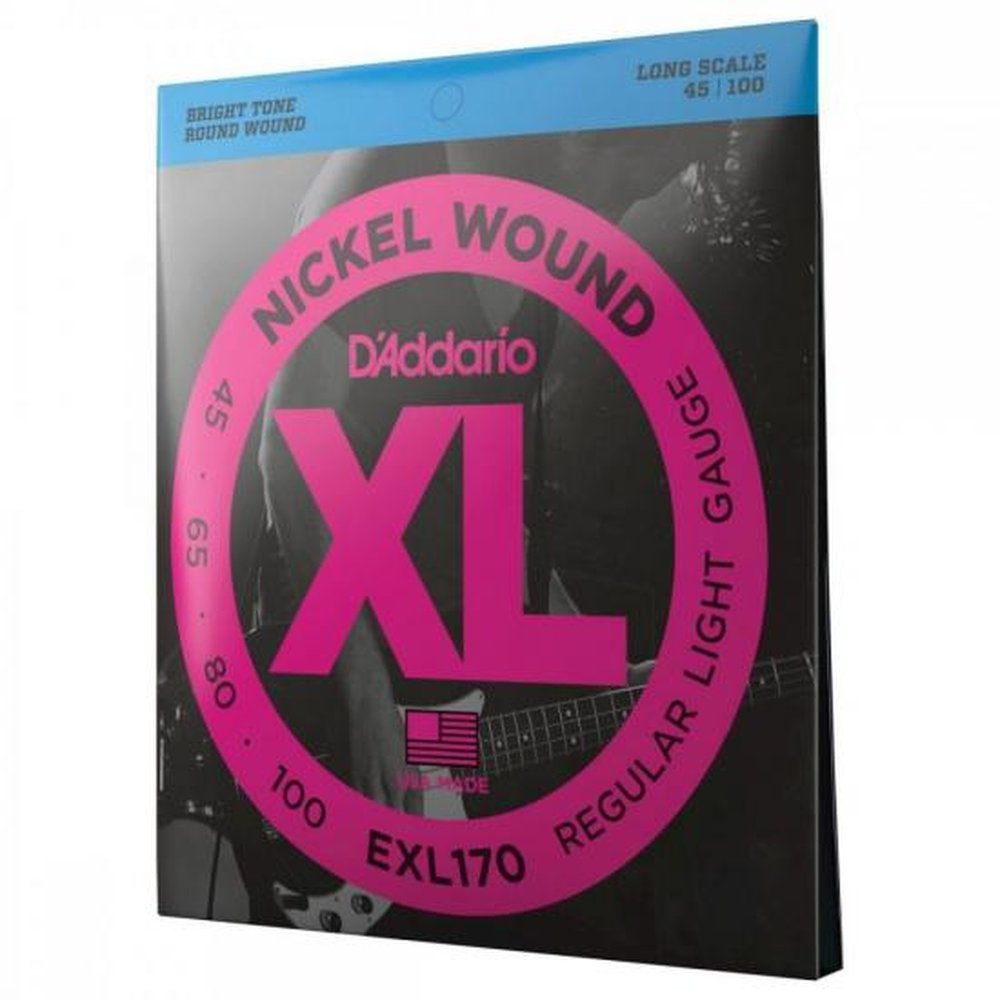 BRIGHT TONE
ROUND WOUND
LONG SCALE
45 | 100
NICKEL WOUND
D'Addario
XL
45 · 65 · 80 · 100
USA MADE
EXL170
REGULAR LIGHT GAUGE